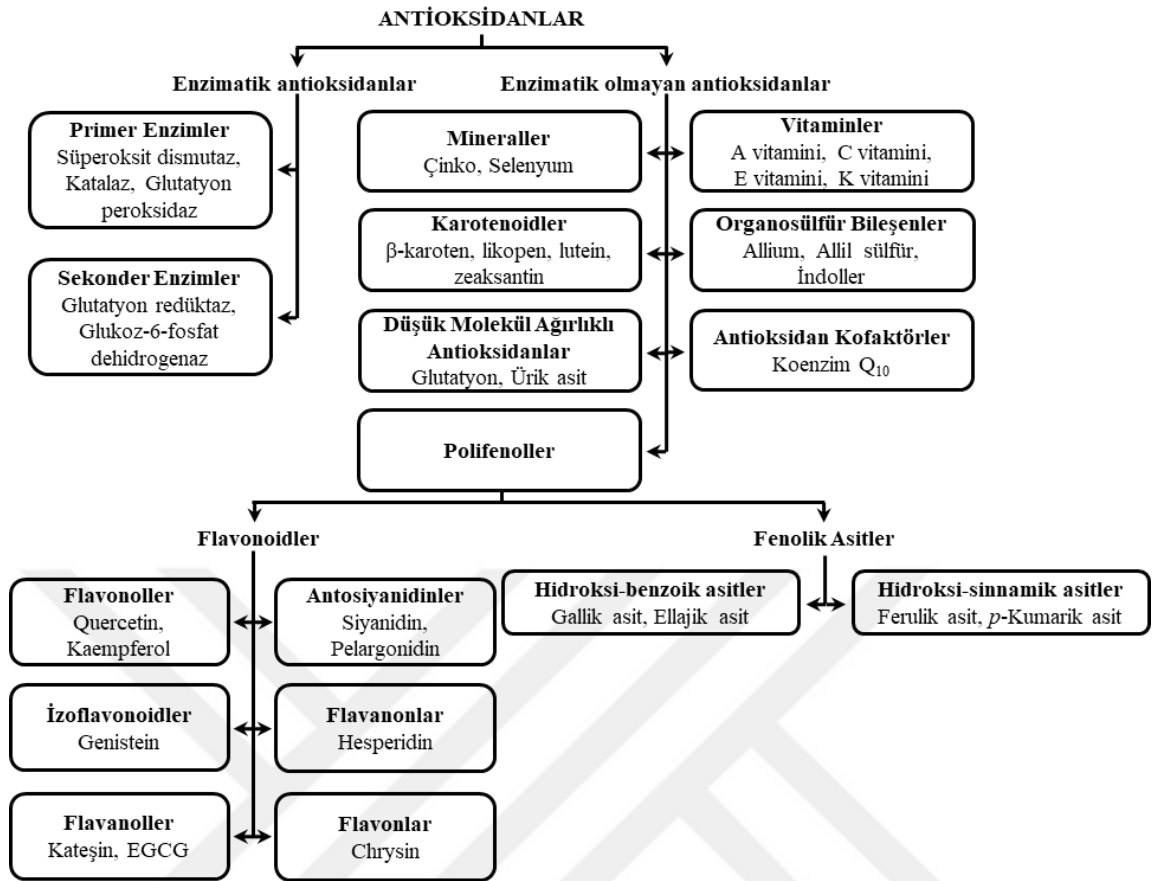 ANTİOKSİDANLAR
Enzimatik antioksidanlar
Enzimatik olmayan antioksidanlar
Primer Enzimler
Süperoksit dismutaz,
Katalaz, Glutatyon
peroksidaz
Sekonder Enzimler
Glutatyon redüktaz,
Glukoz-6-fosfat
dehidrogenaz
Mineraller
Çinko, Selenyum
Vitaminler
A vitamini, C vitamini,
E vitamini, K vitamini
Karotenoidler
β-karoten, likopen, lutein,
zeaksantin
Organosülfür Bileşenler
Allium, Allil sülfür,
İndoller
Düşük Molekül Ağırlıklı
Antioksidanlar
Glutatyon, Ürik asit
Antioksidan Kofaktörler
Koenzim Q₁₀
Polifenoller
Flavonoidler
Fenolik Asitler
Flavonoller
Quercetin,
Kaempferol
Antosiyanidinler
Siyanidin,
Pelargonidin
Hidroksi-benzoik asitler
Gallik asit, Ellajik asit
Hidroksi-sinnamik asitler
Ferulik asit, p-Kumarik asit
İzoflavonoidler
Genistein
Flavanonlar
Hesperidin
Flavanoller
Kateşin, EGCG
Flavonlar
Chrysin